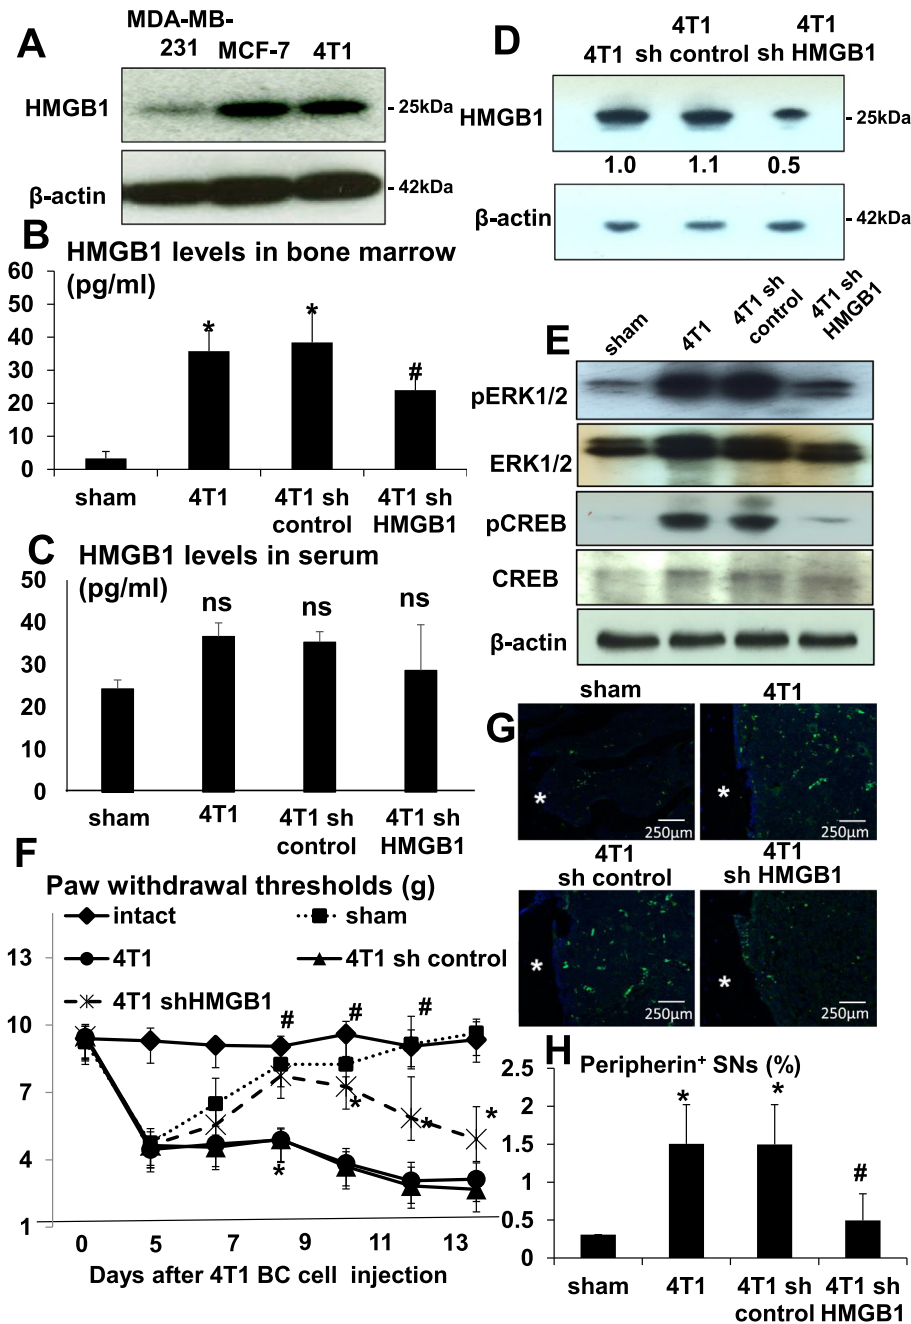 A
MDA-MB-
231 MCF-7 4T1
HMGB1
- 25kDa
β-actin
- 42kDa
B
HMGB1 levels in bone marrow
(pg/ml)
60
50
40
30
20
10
0
*
*
#
sham
4T1
4T1 sh
control
4T1 sh
HMGB1
C
HMGB1 levels in serum
(pg/ml)
50
40
30
20
10
0
ns
ns
ns
sham
4T1
4T1 sh
control
4T1 sh
HMGB1
D
4T1
4T1
sh control
4T1
sh HMGB1
HMGB1
- 25kDa
1.0 1.1 0.5
β-actin
- 42kDa
E
sham
4T1
4T1 sh
control
4T1 sh
HMGB1
pERK1/2
ERK1/2
pCREB
CREB
β-actin
F
Paw withdrawal thresholds (g)
intact
sham
4T1
4T1 sh control
4T1 shHMGB1
13
10
7
4
1
#
#
#
*
*
*
*
0 5 7 9 11 13
Days after 4T1 BC cell injection
G
sham
*
250µm
4T1
*
250µm
4T1
sh control
*
250µm
4T1
sh HMGB1
*
250µm
H
Peripherin⁺ SNs (%)
2.5
2
1.5
1
0.5
0
*
*
#
sham
4T1
4T1 sh
control
4T1 sh
HMGB1